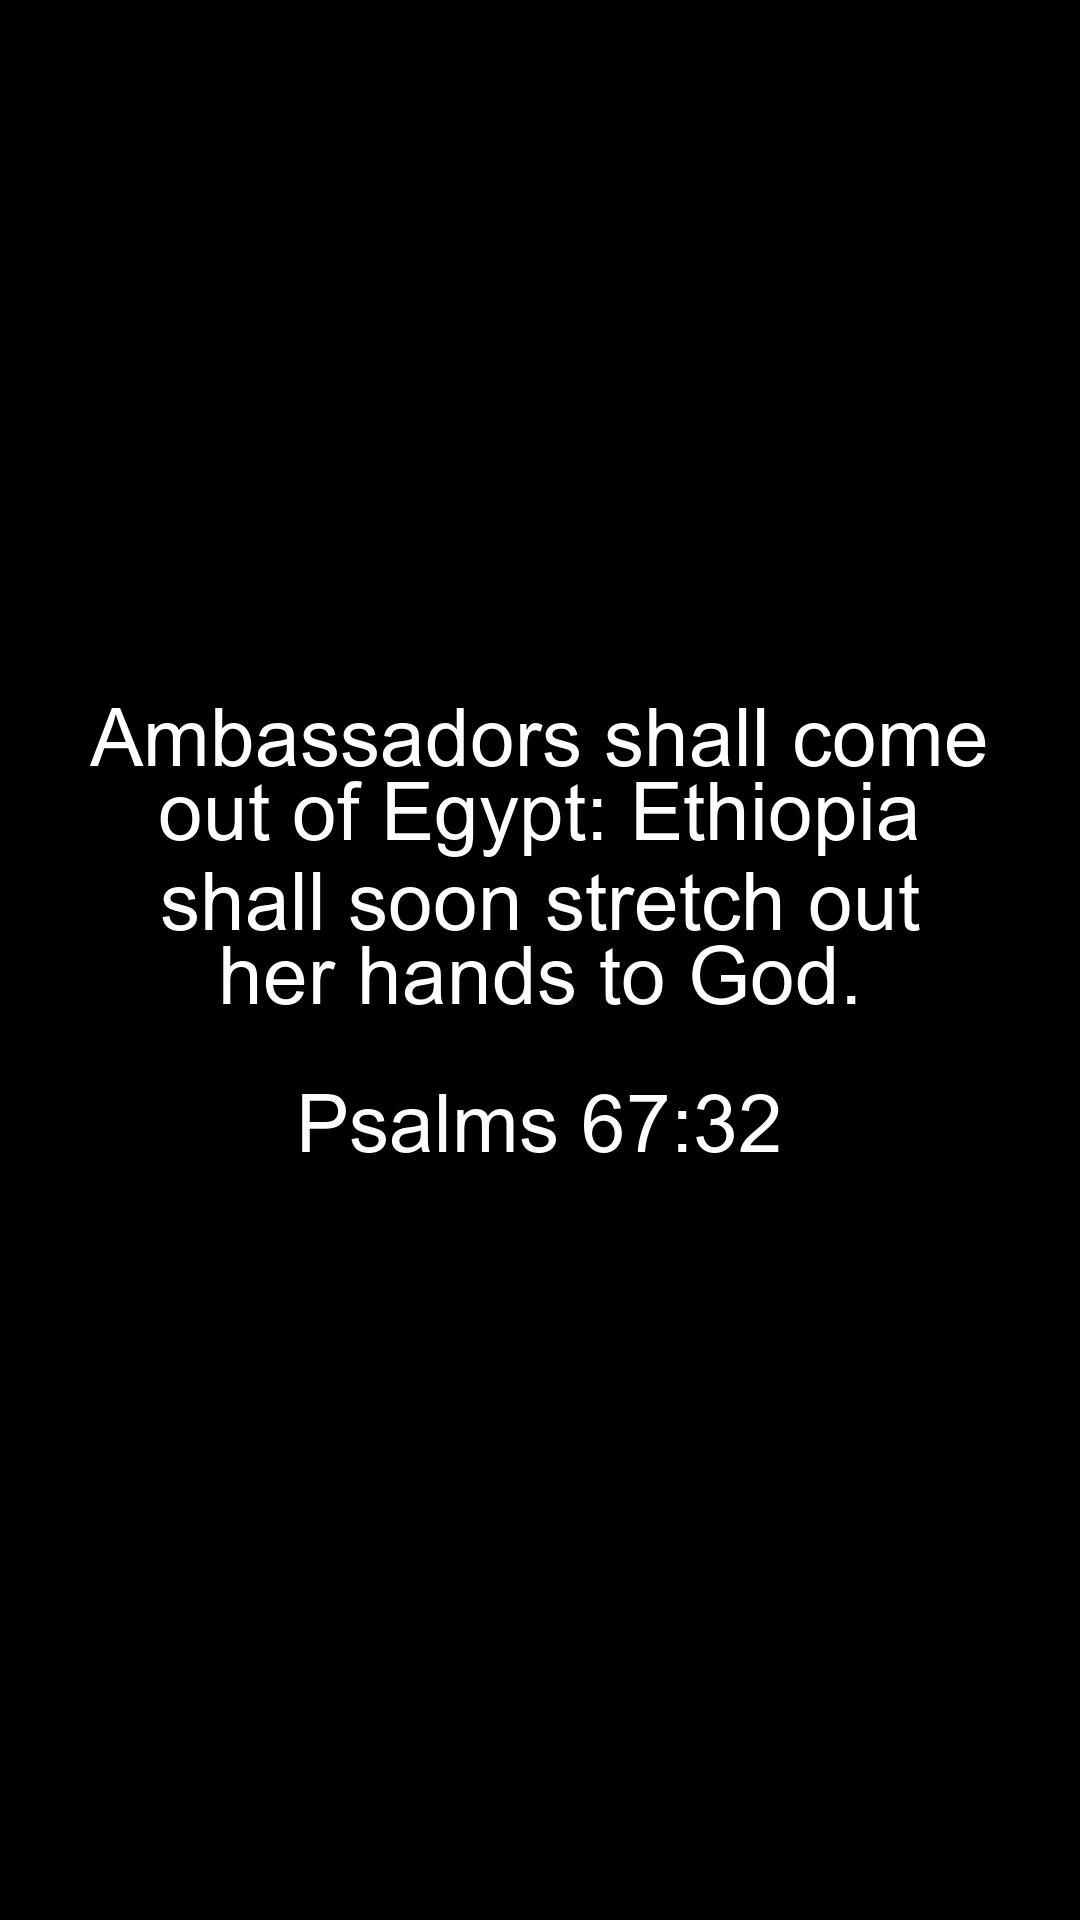 Ambassadors shall come
out of Egypt: Ethiopia
shall soon stretch out
her hands to God.
Psalms 67:32